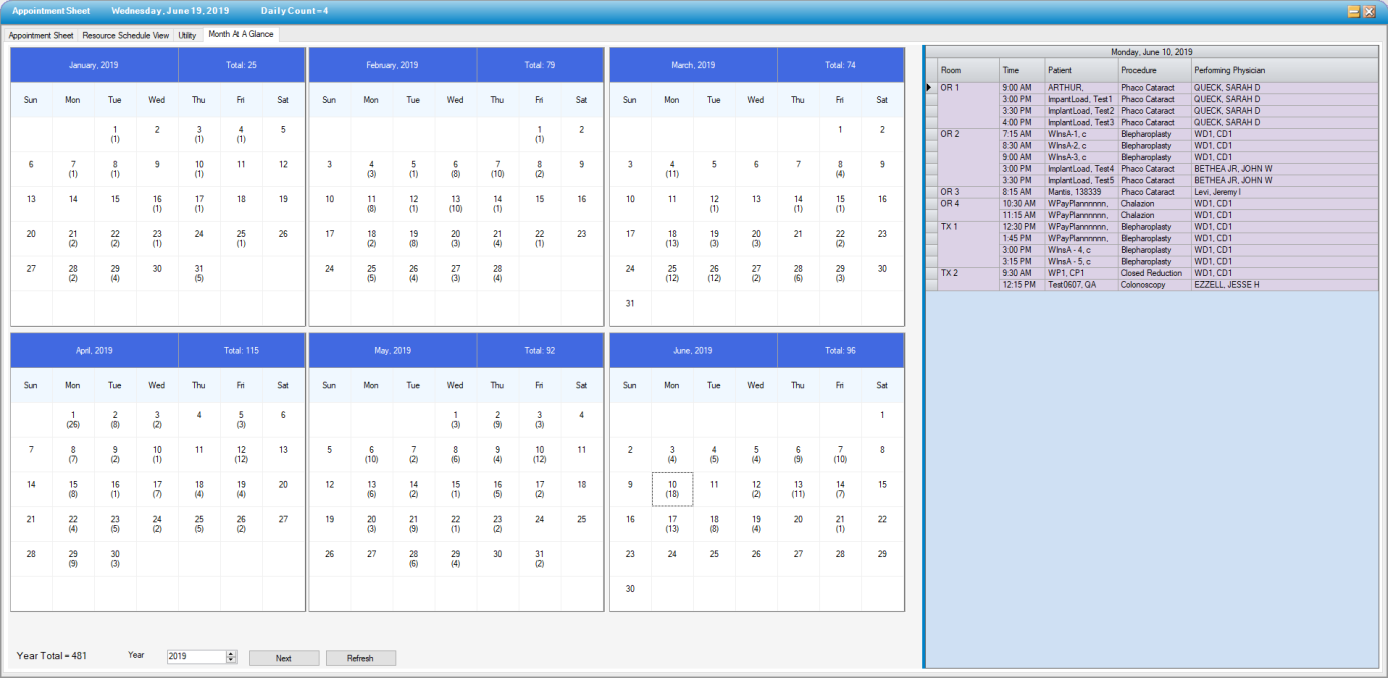 Appointment Sheet Wednesday, June 19, 2019 Daily Count=4
Appointment Sheet Resource Schedule View Utility Month At A Glance
January, 2019 Total: 25
Sun Mon Tue Wed Thu Fri Sat
1 2 3 4 5
(1) (1) (1)
6 7 8 9 10 11 12
(1) (1) (1)
13 14 15 16 17 18 19
(1) (1)
20 21 22 23 24 25 26
(2) (2) (1) (1)
27 28 29 30 31
(2) (4) (5)
February, 2019 Total: 79
Sun Mon Tue Wed Thu Fri Sat
1 2
(1)
3 4 5 6 7 8 9
(3) (1) (8) (10) (2)
10 11 12 13 14 15 16
(8) (1) (10) (1)
17 18 19 20 21 22 23
(2) (8) (3) (4) (1)
24 25 26 27 28
(5) (4) (3) (4)
March, 2019 Total: 74
Sun Mon Tue Wed Thu Fri Sat
1 2
3 4 5 6 7 8 9
(11) (4)
10 11 12 13 14 15 16
(1) (1) (1)
17 18 19 20 21 22 23
(13) (3) (3) (2)
24 25 26 27 28 29 30
(12) (12) (2) (6) (3)
31
April, 2019 Total: 115
Sun Mon Tue Wed Thu Fri Sat
1 2 3 4 5 6
(26) (8) (2) (3)
7 8 9 10 11 12 13
(7) (2) (1) (12)
14 15 16 17 18 19 20
(8) (1) (7) (4) (4)
21 22 23 24 25 26 27
(4) (5) (2) (5) (2)
28 29 30
(9) (3)
May, 2019 Total: 92
Sun Mon Tue Wed Thu Fri Sat
1 2 3 4
(3) (9) (3)
5 6 7 8 9 10 11
(10) (2) (6) (4) (12)
12 13 14 15 16 17 18
(6) (2) (1) (5) (2)
19 20 21 22 23 24 25
(3) (9) (1) (2)
26 27 28 29 30 31
(6) (4) (2)
June, 2019 Total: 96
Sun Mon Tue Wed Thu Fri Sat
1
2 3 4 5 6 7 8
(4) (5) (4) (9) (10)
9 10 11 12 13 14 15
(18) (2) (11) (7)
16 17 18 19 20 21 22
(13) (8) (4) (1)
23 24 25 26 27 28 29
30
Year Total = 481 Year 2019 Next Refresh
Monday, June 10, 2019
Room Time Patient Procedure Performing Physician
OR 1 9:00 AM ARTHUR, Phaco Cataract QUECK, SARAH D
3:00 PM ImpantLoad, Test1 Phaco Cataract QUECK, SARAH D
3:30 PM ImplantLoad, Test2 Phaco Cataract QUECK, SARAH D
4:00 PM ImplantLoad, Test3 Phaco Cataract QUECK, SARAH D
OR 2 7:15 AM WInsA-1, c Blepharoplasty WD1, CD1
8:30 AM WInsA-2, c Blepharoplasty WD1, CD1
9:00 AM WInsA-3, c Blepharoplasty WD1, CD1
3:00 PM ImplantLoad, Test4 Phaco Cataract BETHEA JR, JOHN W
3:30 PM ImplantLoad, Test5 Phaco Cataract BETHEA JR, JOHN W
OR 3 8:15 AM Mantis, 138339 Phaco Cataract Levi, Jeremy I
OR 4 10:30 AM WPayPlannnnnn, Chalazion WD1, CD1
11:15 AM WPayPlannnnnn, Chalazion WD1, CD1
TX 1 12:30 PM WPayPlannnnnn, Blepharoplasty WD1, CD1
1:45 PM WPayPlannnnnn, Blepharoplasty WD1, CD1
3:00 PM WInsA - 4, c Blepharoplasty WD1, CD1
3:15 PM WInsA - 5, c Blepharoplasty WD1, CD1
TX 2 9:30 AM WP1, CP1 Closed Reduction WD1, CD1
12:15 PM Test0607, QA Colonoscopy EZZELL, JESSE H